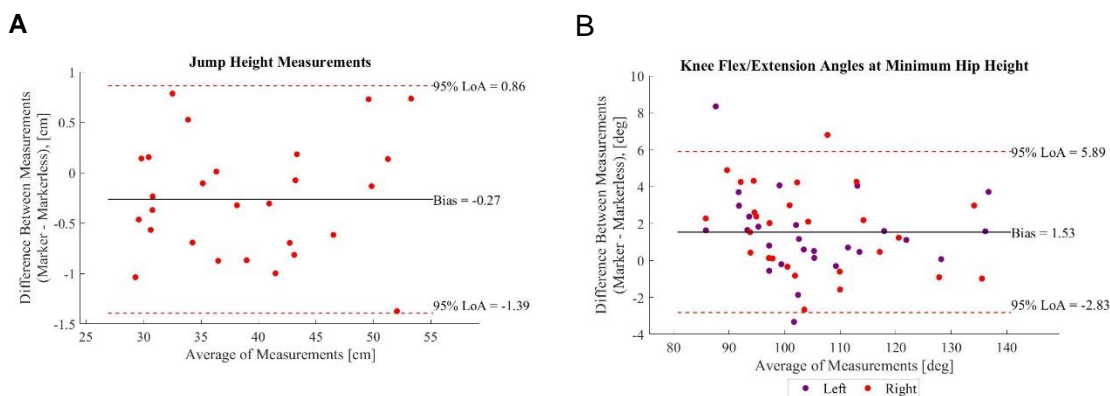 A
Jump Height Measurements
Difference Between Measurements
(Marker - Markerless), [cm]
1
0.5
0
-0.5
-1
-1.5
25
30
35
40
45
50
55
Average of Measurements [cm]
95% LoA = 0.86
Bias = -0.27
95% LoA = -1.39
B
Knee Flex/Extension Angles at Minimum Hip Height
Difference Between Measurements
(Marker - Markerless), [deg]
10
8
6
4
2
0
-2
-4
80
90
100
110
120
130
140
Average of Measurements [deg]
95% LoA = 5.89
Bias = 1.53
95% LoA = -2.83
Left
Right